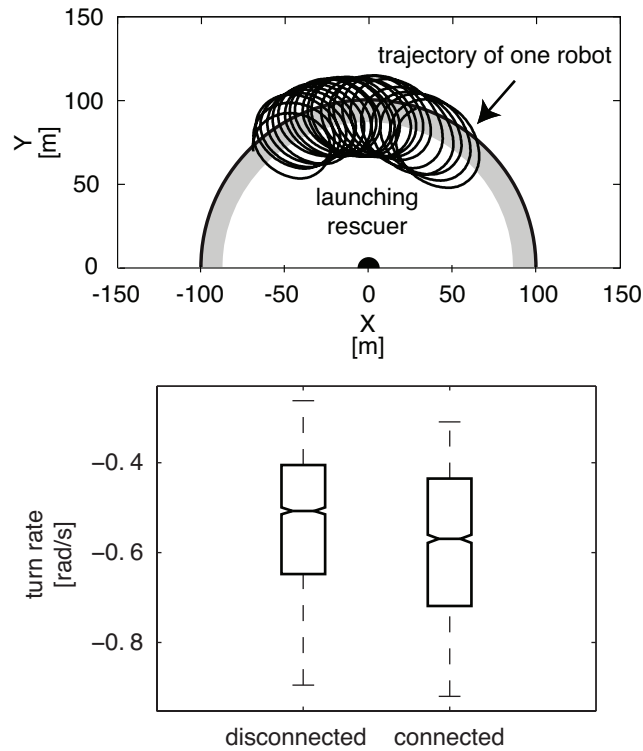 150
trajectory of one robot
100
Y
[m]
50
launching
rescuer
0
-150
-100
-50
0
50
100
150
X
[m]
−0.4
turn rate
[rad/s]
−0.6
−0.8
disconnected
connected